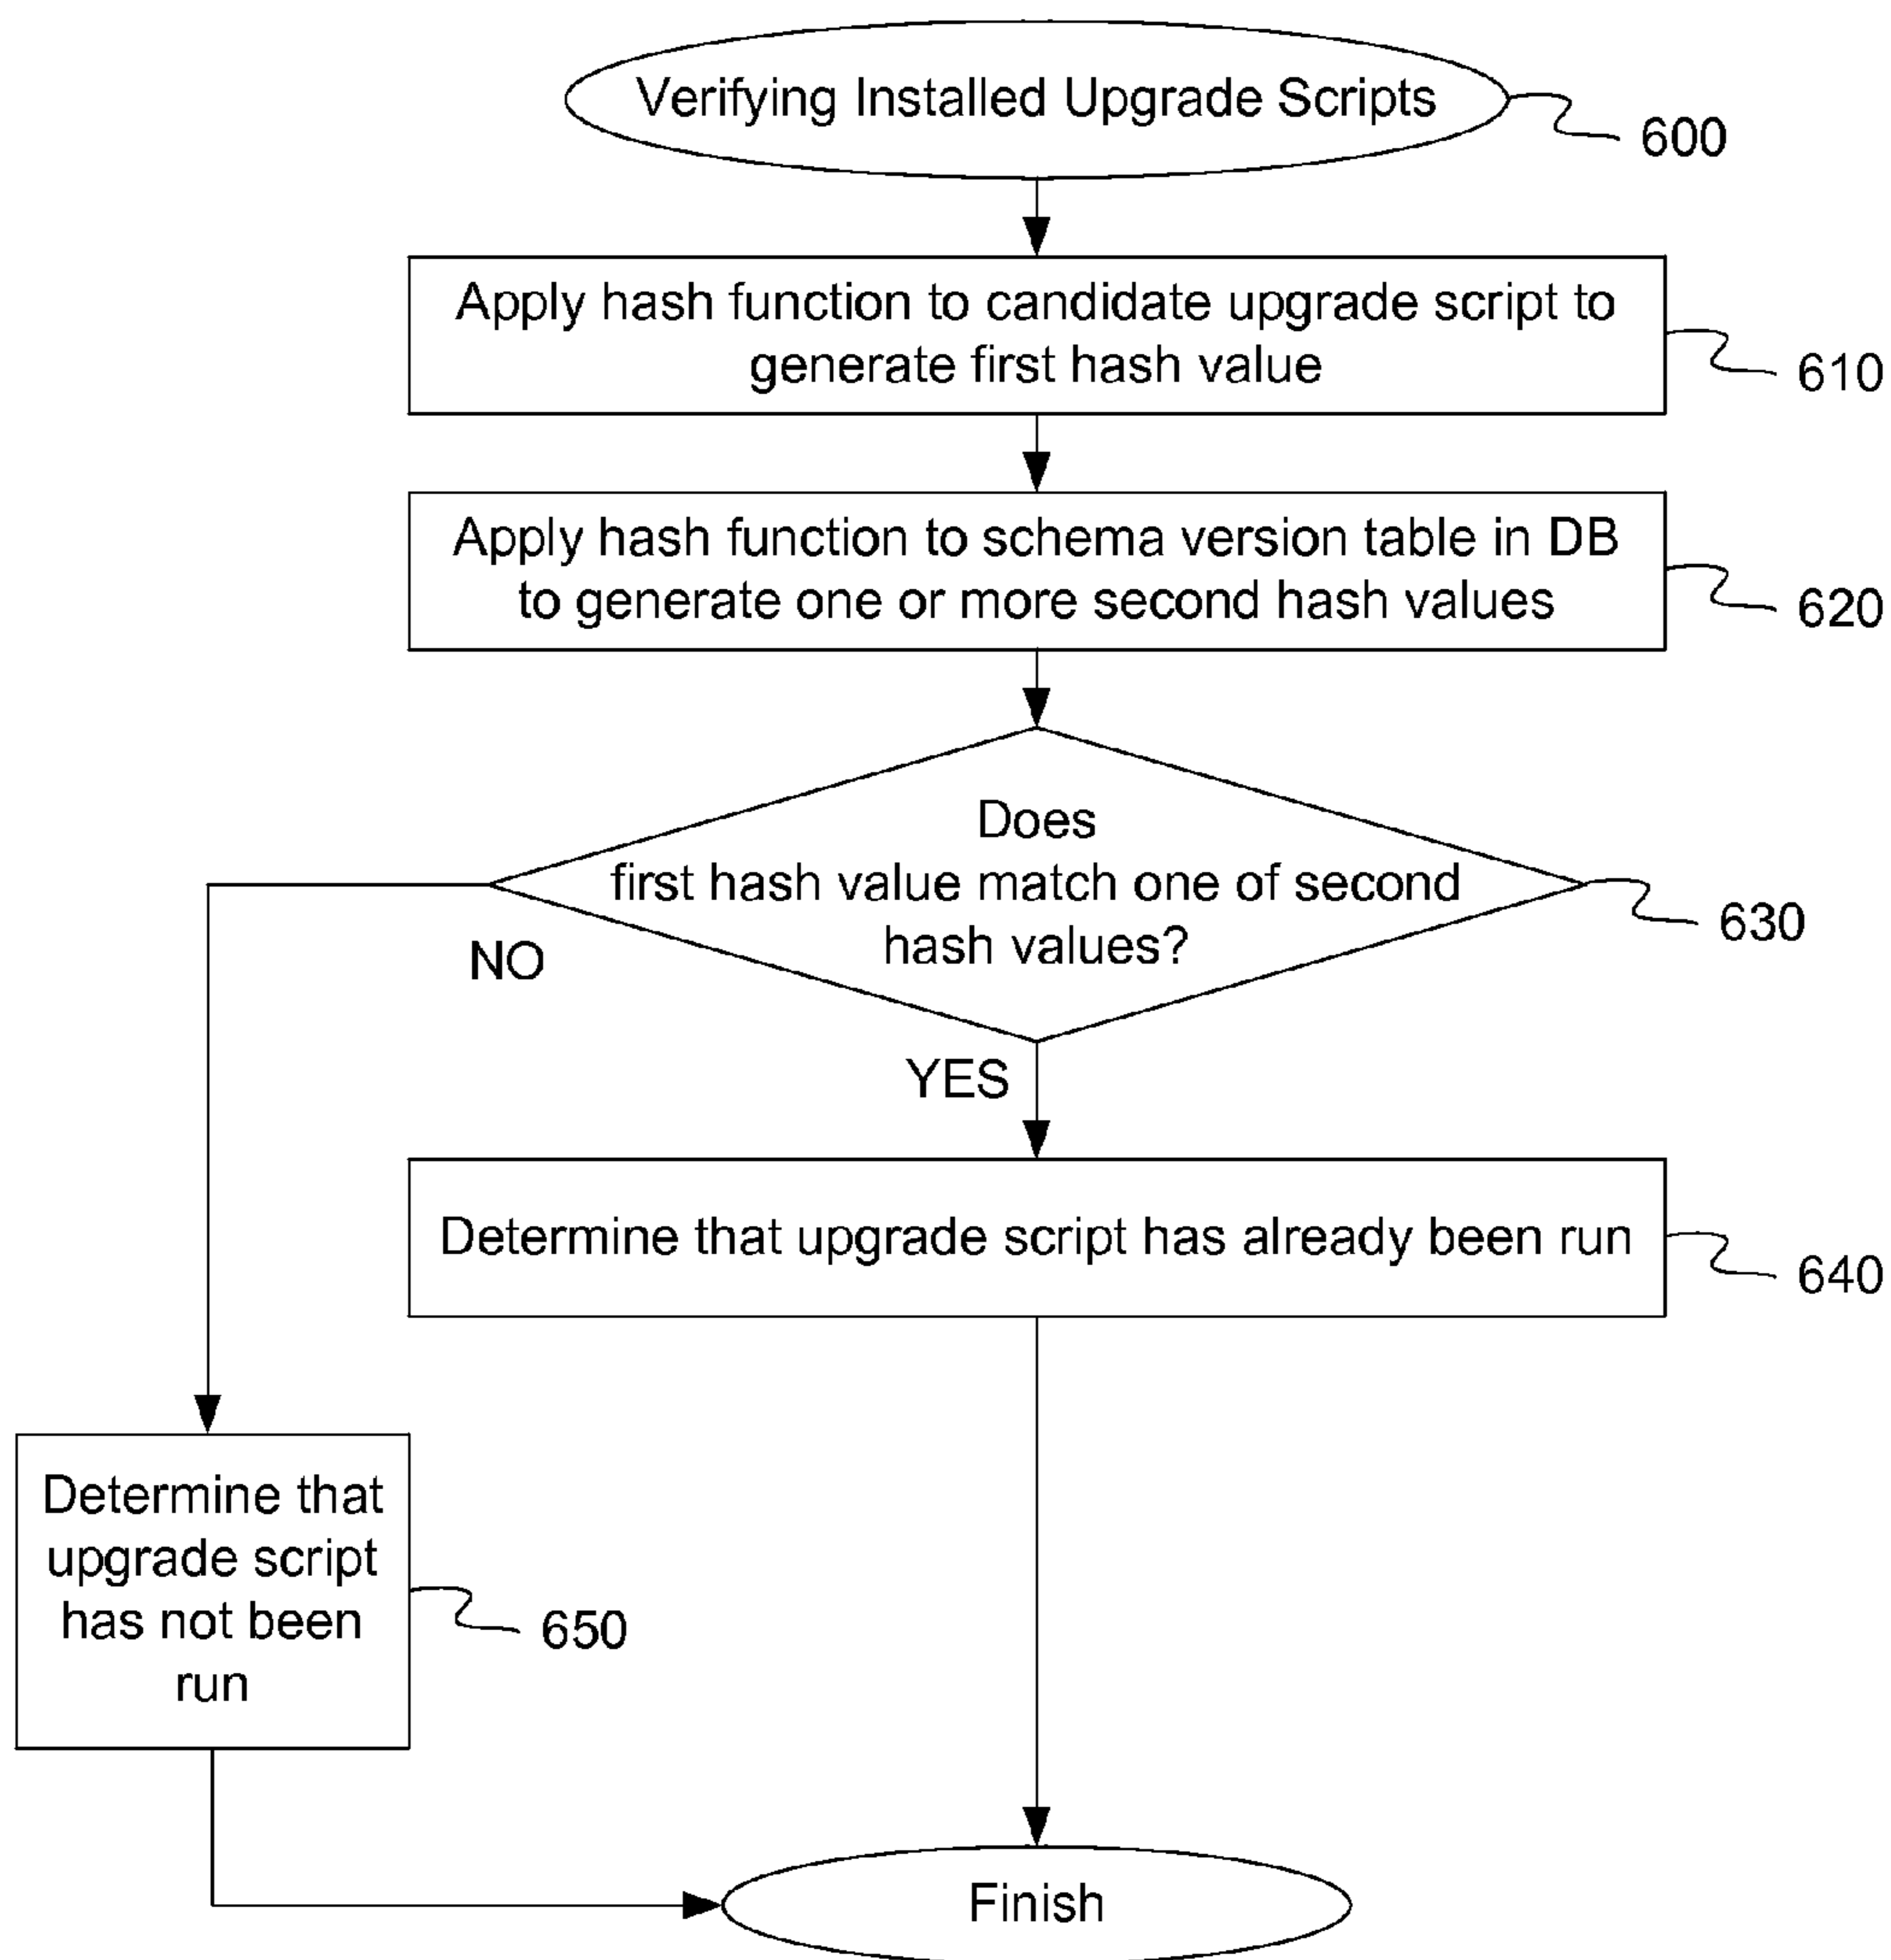 Verifying Installed Upgrade Scripts
600
Apply hash function to candidate upgrade script to
generate first hash value
610
Apply hash function to schema version table in DB
to generate one or more second hash values
620
Does
first hash value match one of second
hash values?
630
NO
YES
Determine that upgrade script has already been run
640
Determine that
upgrade script
has not been
run
650
Finish